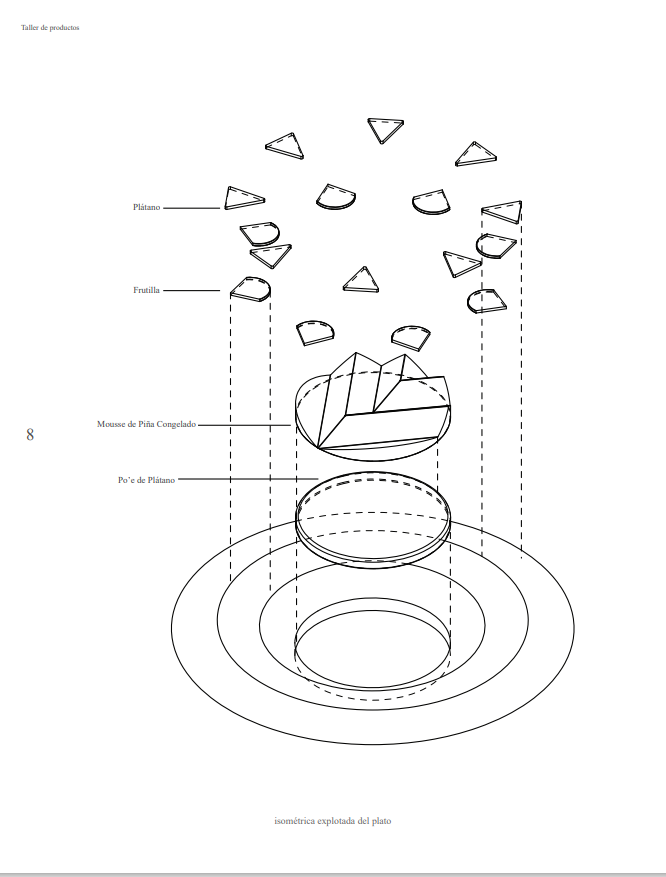 Taller de productos
Plátano
Frutilla
Mousse de Piña Congelado
8
Po'e de Plátano
isométrica explotada del plato